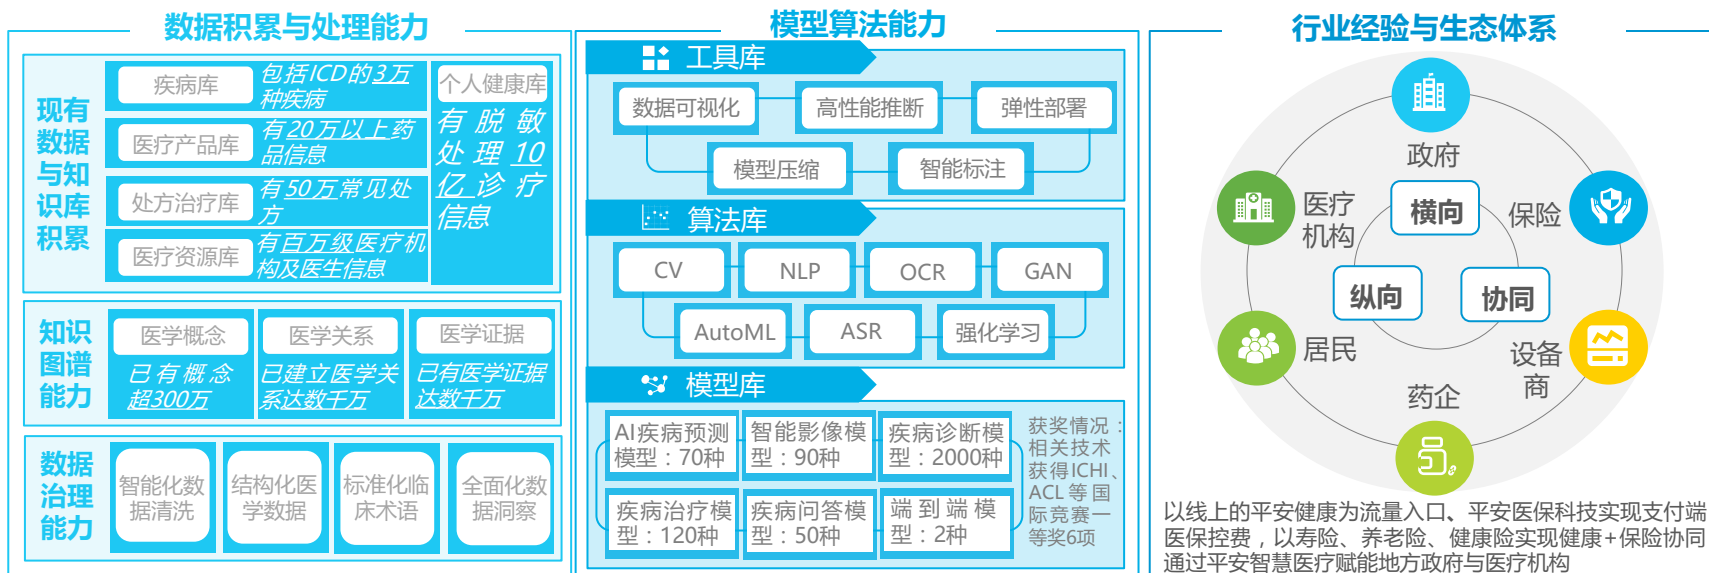 数据积累与处理能力
现有
数据
与知
识库
积累
疾病库
包括ICD的3万
种疾病
医疗产品库
有20万以上药
品信息
处方治疗库
有50万常见处
方
医疗资源库
有百万级医疗机
构及医生信息
个人健康库
有脱敏
处理10
亿诊疗
信息
知识
图谱
能力
医学概念
已有概念
超300万
医学关系
已建立医学关
系达数千万
医学证据
已有医学证据
达数千万
数据
治理
能力
智能化数
据清洗
结构化医
学数据
标准化临
床术语
全面化数
据洞察
模型算法能力
工具库
数据可视化
高性能推断
弹性部署
模型压缩
智能标注
算法库
CV
NLP
OCR
GAN
AutoML
ASR
强化学习
模型库
AI疾病预测
模型：70种
智能影像模
型：90种
疾病诊断模
型：2000种
疾病治疗模
型：120种
疾病问答模
型：50种
端到端模
型：2种
获奖情况：
相关技术
获得ICHI、
ACL等国
际竞赛一
等奖6项
行业经验与生态体系
政府
医疗
机构
保险
横向
纵向
协同
居民
设备
商
药企
以线上的平安健康为流量入口、平安医保科技实现支付端
医保控费，以寿险、养老险、健康险实现健康+保险协同
通过平安智慧医疗赋能地方政府与医疗机构